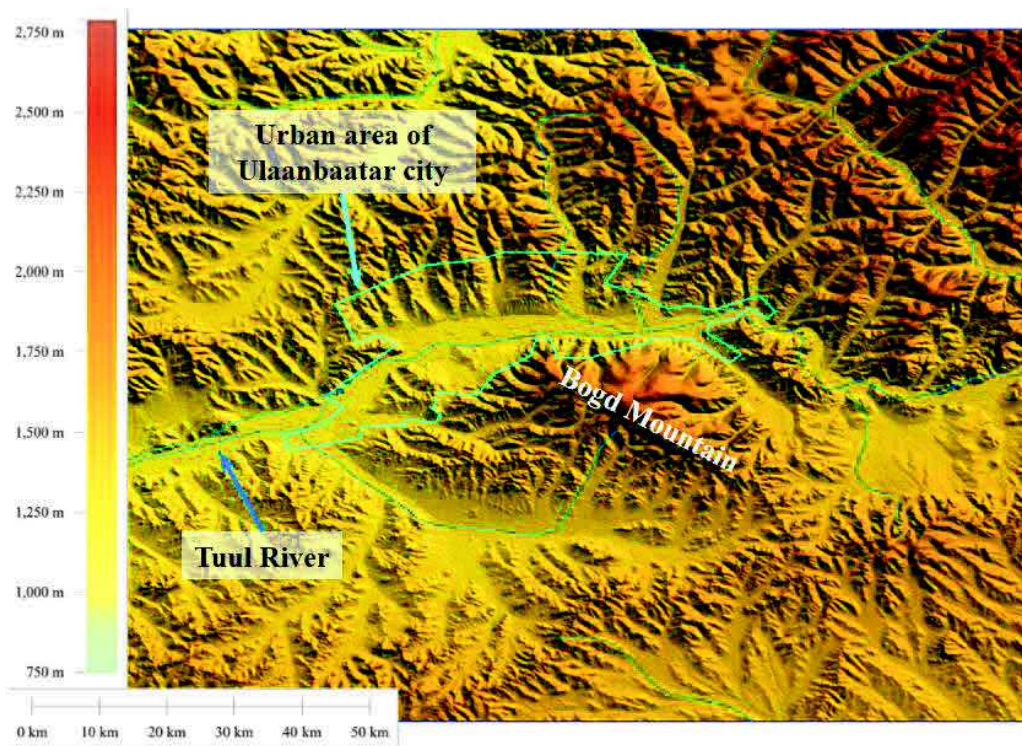 2,750 m
2,500 m
2,250 m
2,000 m
1,750 m
1,500 m
1,250 m
1,000 m
750 m
Urban area of
Ulaanbaatar city
Bogd Mountain
Tuul River
0 km 10 km 20 km 30 km 40 km 50 km